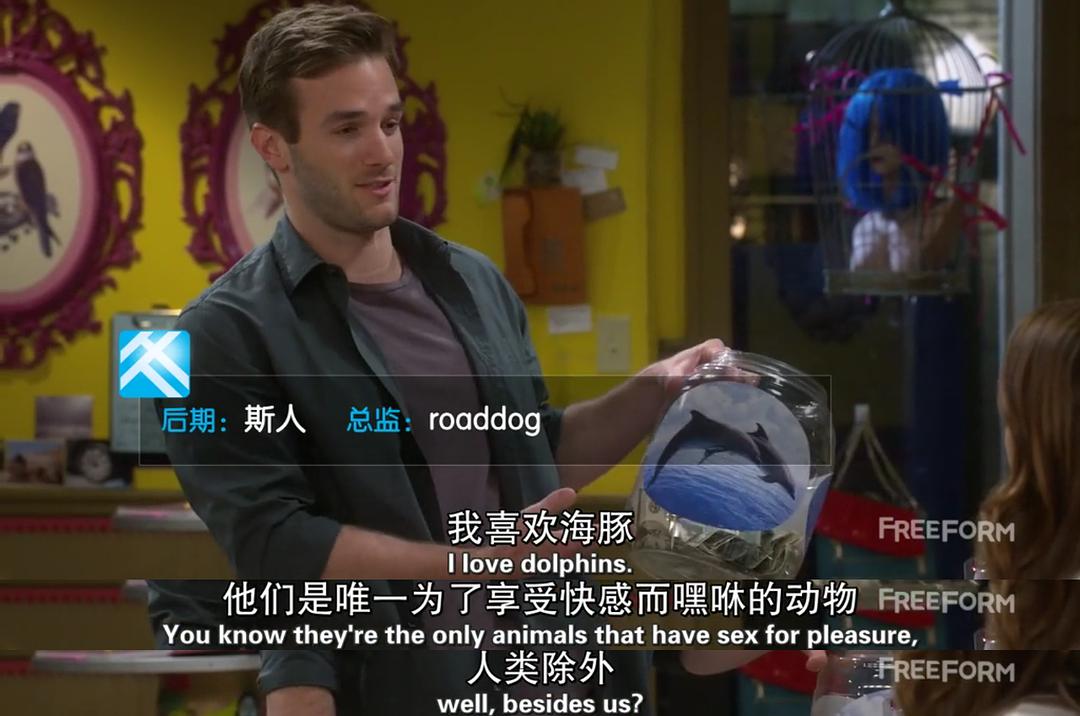 后期：斯人 总监：roaddog
我喜欢海豚
FREEFORM
I love dolphins.
他们是唯一为了享受快感而嘿咻的动物
FREEFORM
You know they're the only animals that have sex for pleasure,
人类除外
FREEFORM
well, besides us?